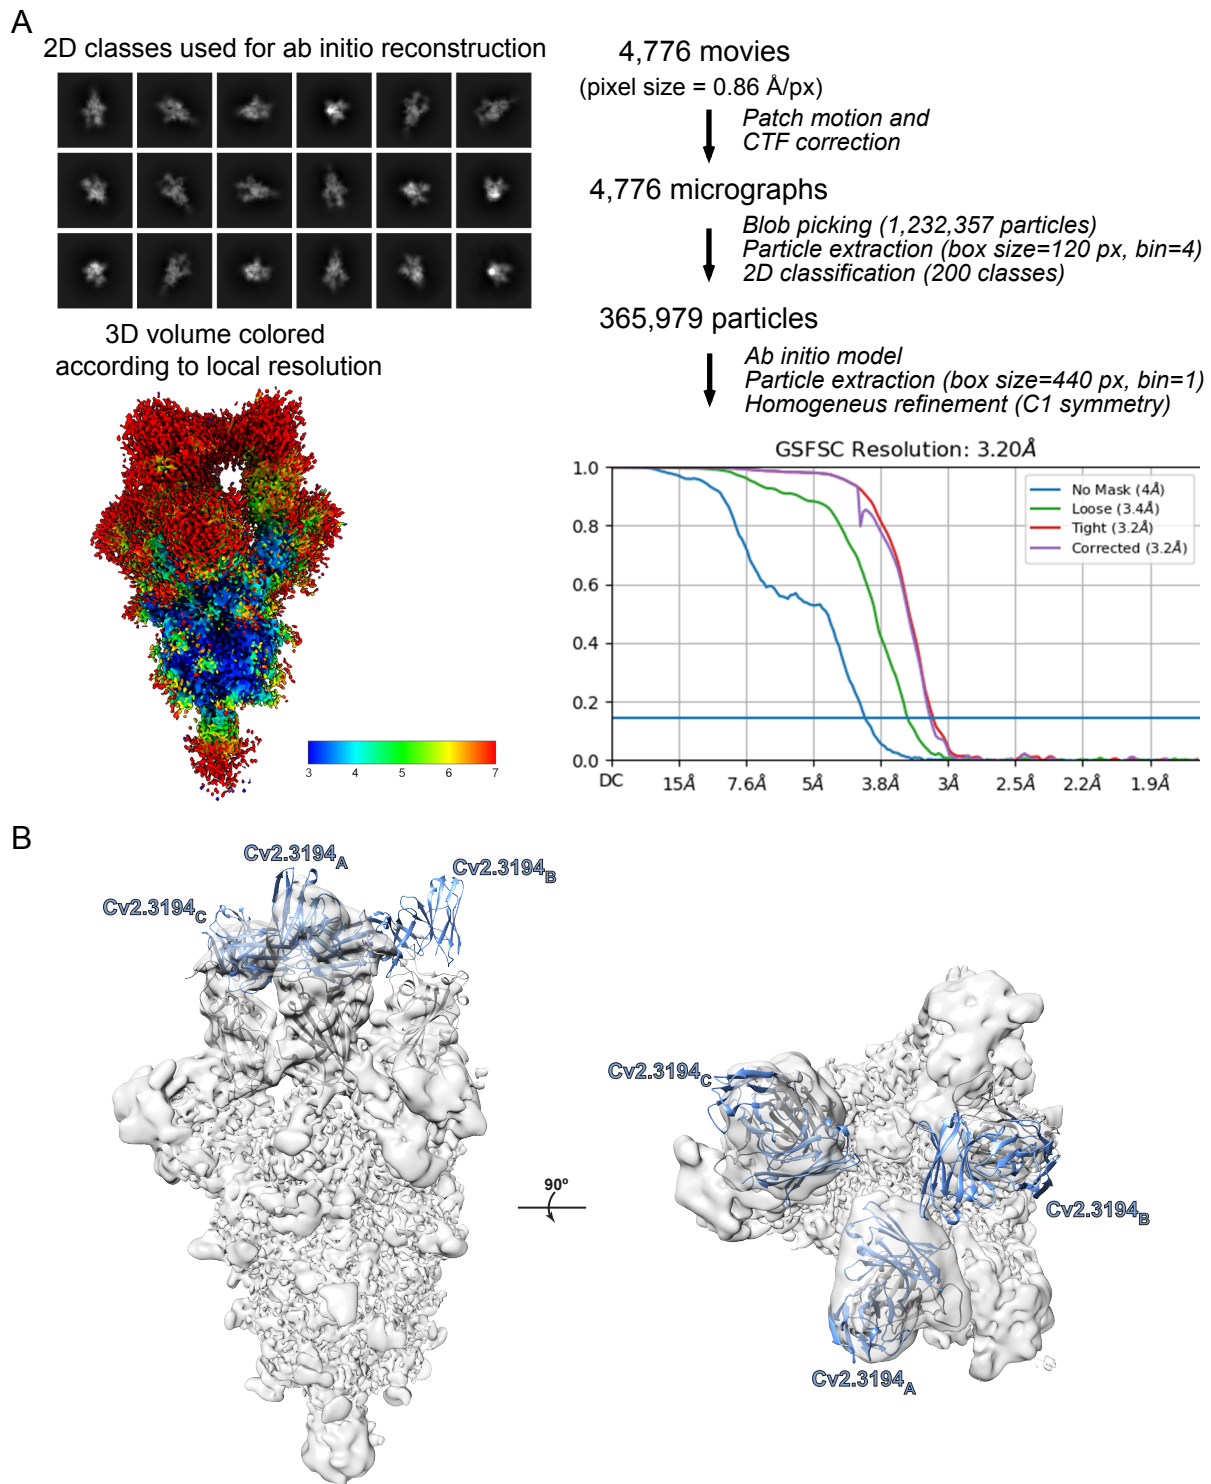 A
2D classes used for ab initio reconstruction
3D volume colored
according to local resolution
3 4 5 6 7
4,776 movies
(pixel size = 0.86 Å/px)
Patch motion and
CTF correction
4,776 micrographs
Blob picking (1,232,357 particles)
Particle extraction (box size=120 px, bin=4)
2D classification (200 classes)
365,979 particles
Ab initio model
Particle extraction (box size=440 px, bin=1)
Homogeneus refinement (C1 symmetry)
GSFSC Resolution: 3.20Å
1.0
0.8
0.6
0.4
0.2
0.0
No Mask (4Å)
Loose (3.4Å)
Tight (3.2Å)
Corrected (3.2Å)
DC 15Å 7.6Å 5Å 3.8Å 3Å 2.5Å 2.2Å 1.9Å
B
Cv2.3194A
Cv2.3194B
Cv2.3194C
90º
Cv2.3194C
Cv2.3194B
Cv2.3194A